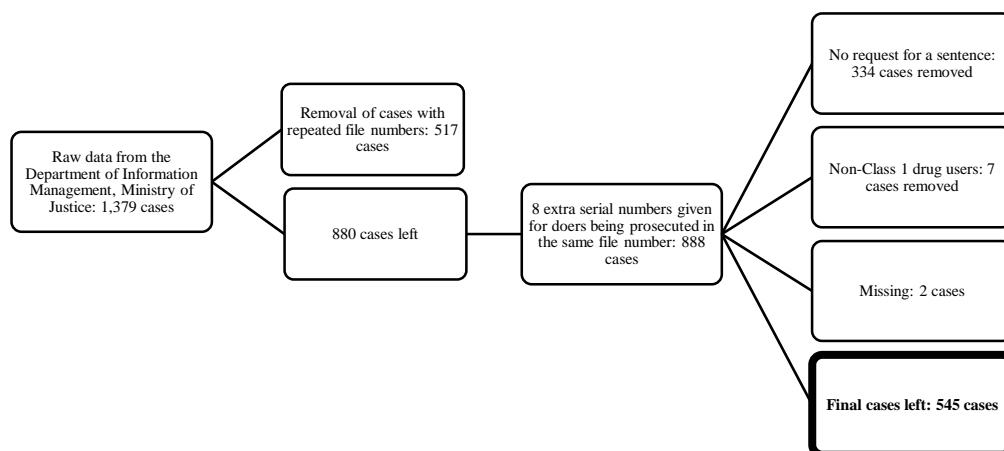 Raw data from the
Department of Information
Management, Ministry of
Justice: 1,379 cases
Removal of cases with
repeated file numbers: 517
cases
880 cases left
8 extra serial numbers given
for doers being prosecuted in
the same file number: 888
cases
No request for a sentence:
334 cases removed
Non-Class 1 drug users: 7
cases removed
Missing: 2 cases
Final cases left: 545 cases